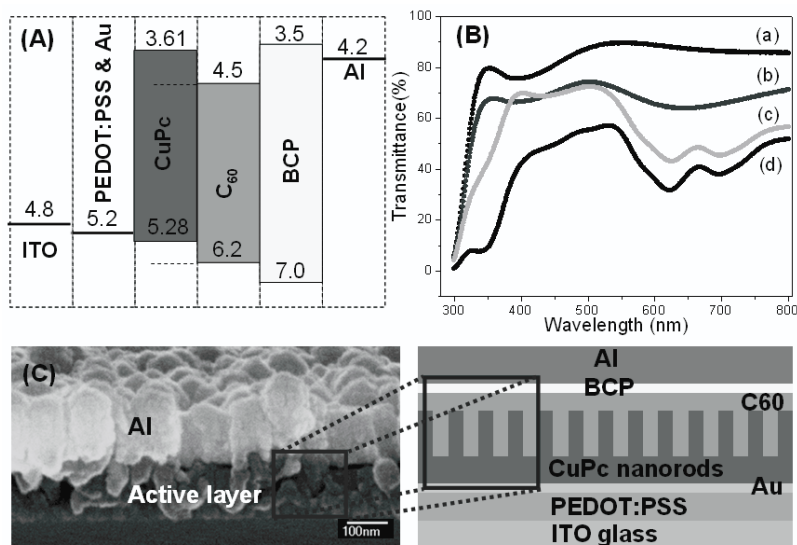 (A)
3.61
3.5
4.2
Al
4.5
PEDOT:PSS & Au
CuPc
C60
BCP
4.8
5.2
5.28
ITO
6.2
7.0
(B)
Transmittance(%)
100
80
60
40
20
0
(a)
(b)
(c)
(d)
300 400 500 600 700 800
Wavelength (nm)
(C)
Al
Active layer
100nm
Al
BCP
C60
CuPc nanorods
Au
PEDOT:PSS
ITO glass